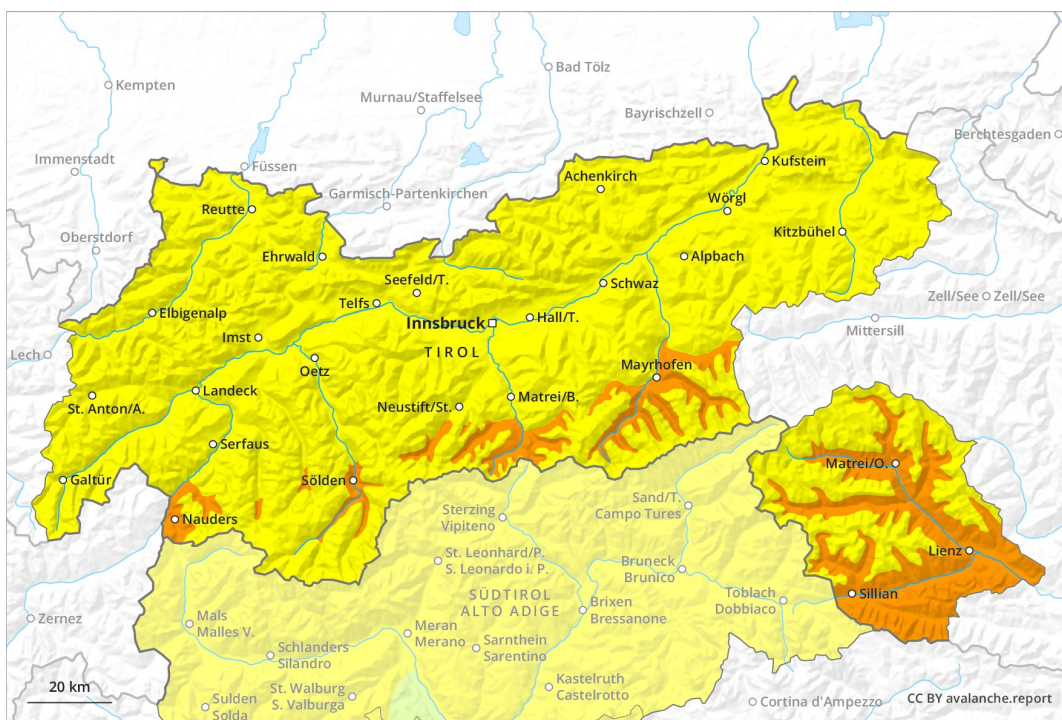 Bad Tölz
Kempten
Murnau/Staffelsee
Bayrischzell
Berchtesgaden
Immenstadt
Füssen
Kufstein
Achenkirch
Garmisch-Partenkirchen
Wörgl
Reutte
Oberstdorf
Kitzbühel
Ehrwald
Alpbach
Seefeld/T.
Schwaz
Zell/See
Zell/See
Telfs
Elbigenalp
Hall/T.
Innsbruck
Mittersill
Imst
TIROL
Lech
Mayrhofen
Oetz
Landeck
St. Anton/A.
Neustift/St.
Matrei/B.
Serfaus
Matrei/O.
Galtür
Sölden
Sand/T.
Campo Tures
Sterzing
Vipiteno
Nauders
Lienz
St. Leonhard/P.
S. Leonardo i. P.
Bruneck
Brunico
SÜDTIROL
ALTO ADIGE
Sillian
Toblach
Dobbiaco
Brixen
Bressanone
Zernez
Mals
Malles V.
Meran
Merano
Sarnthein
Sarentino
Schlanders
Silandro
Kastelruth
Castelrotto
20 km
St. Walburg
S. Valburga
Sulden
Solda
Cortina d'Ampezzo
CC BY avalanche.report